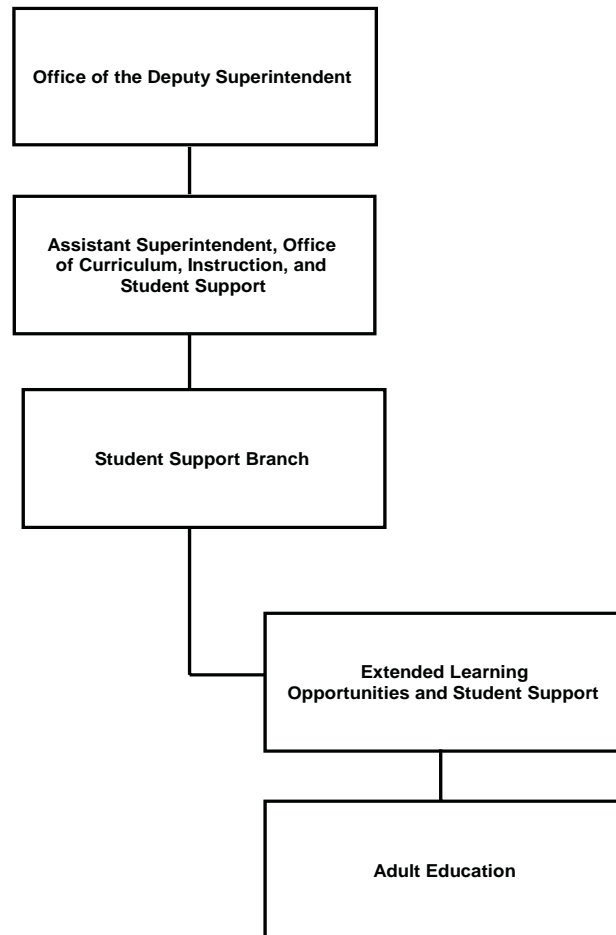 Office of the Deputy Superintendent
Assistant Superintendent, Office
of Curriculum, Instruction, and
Student Support
Student Support Branch
Extended Learning
Opportunities and Student Support
Adult Education